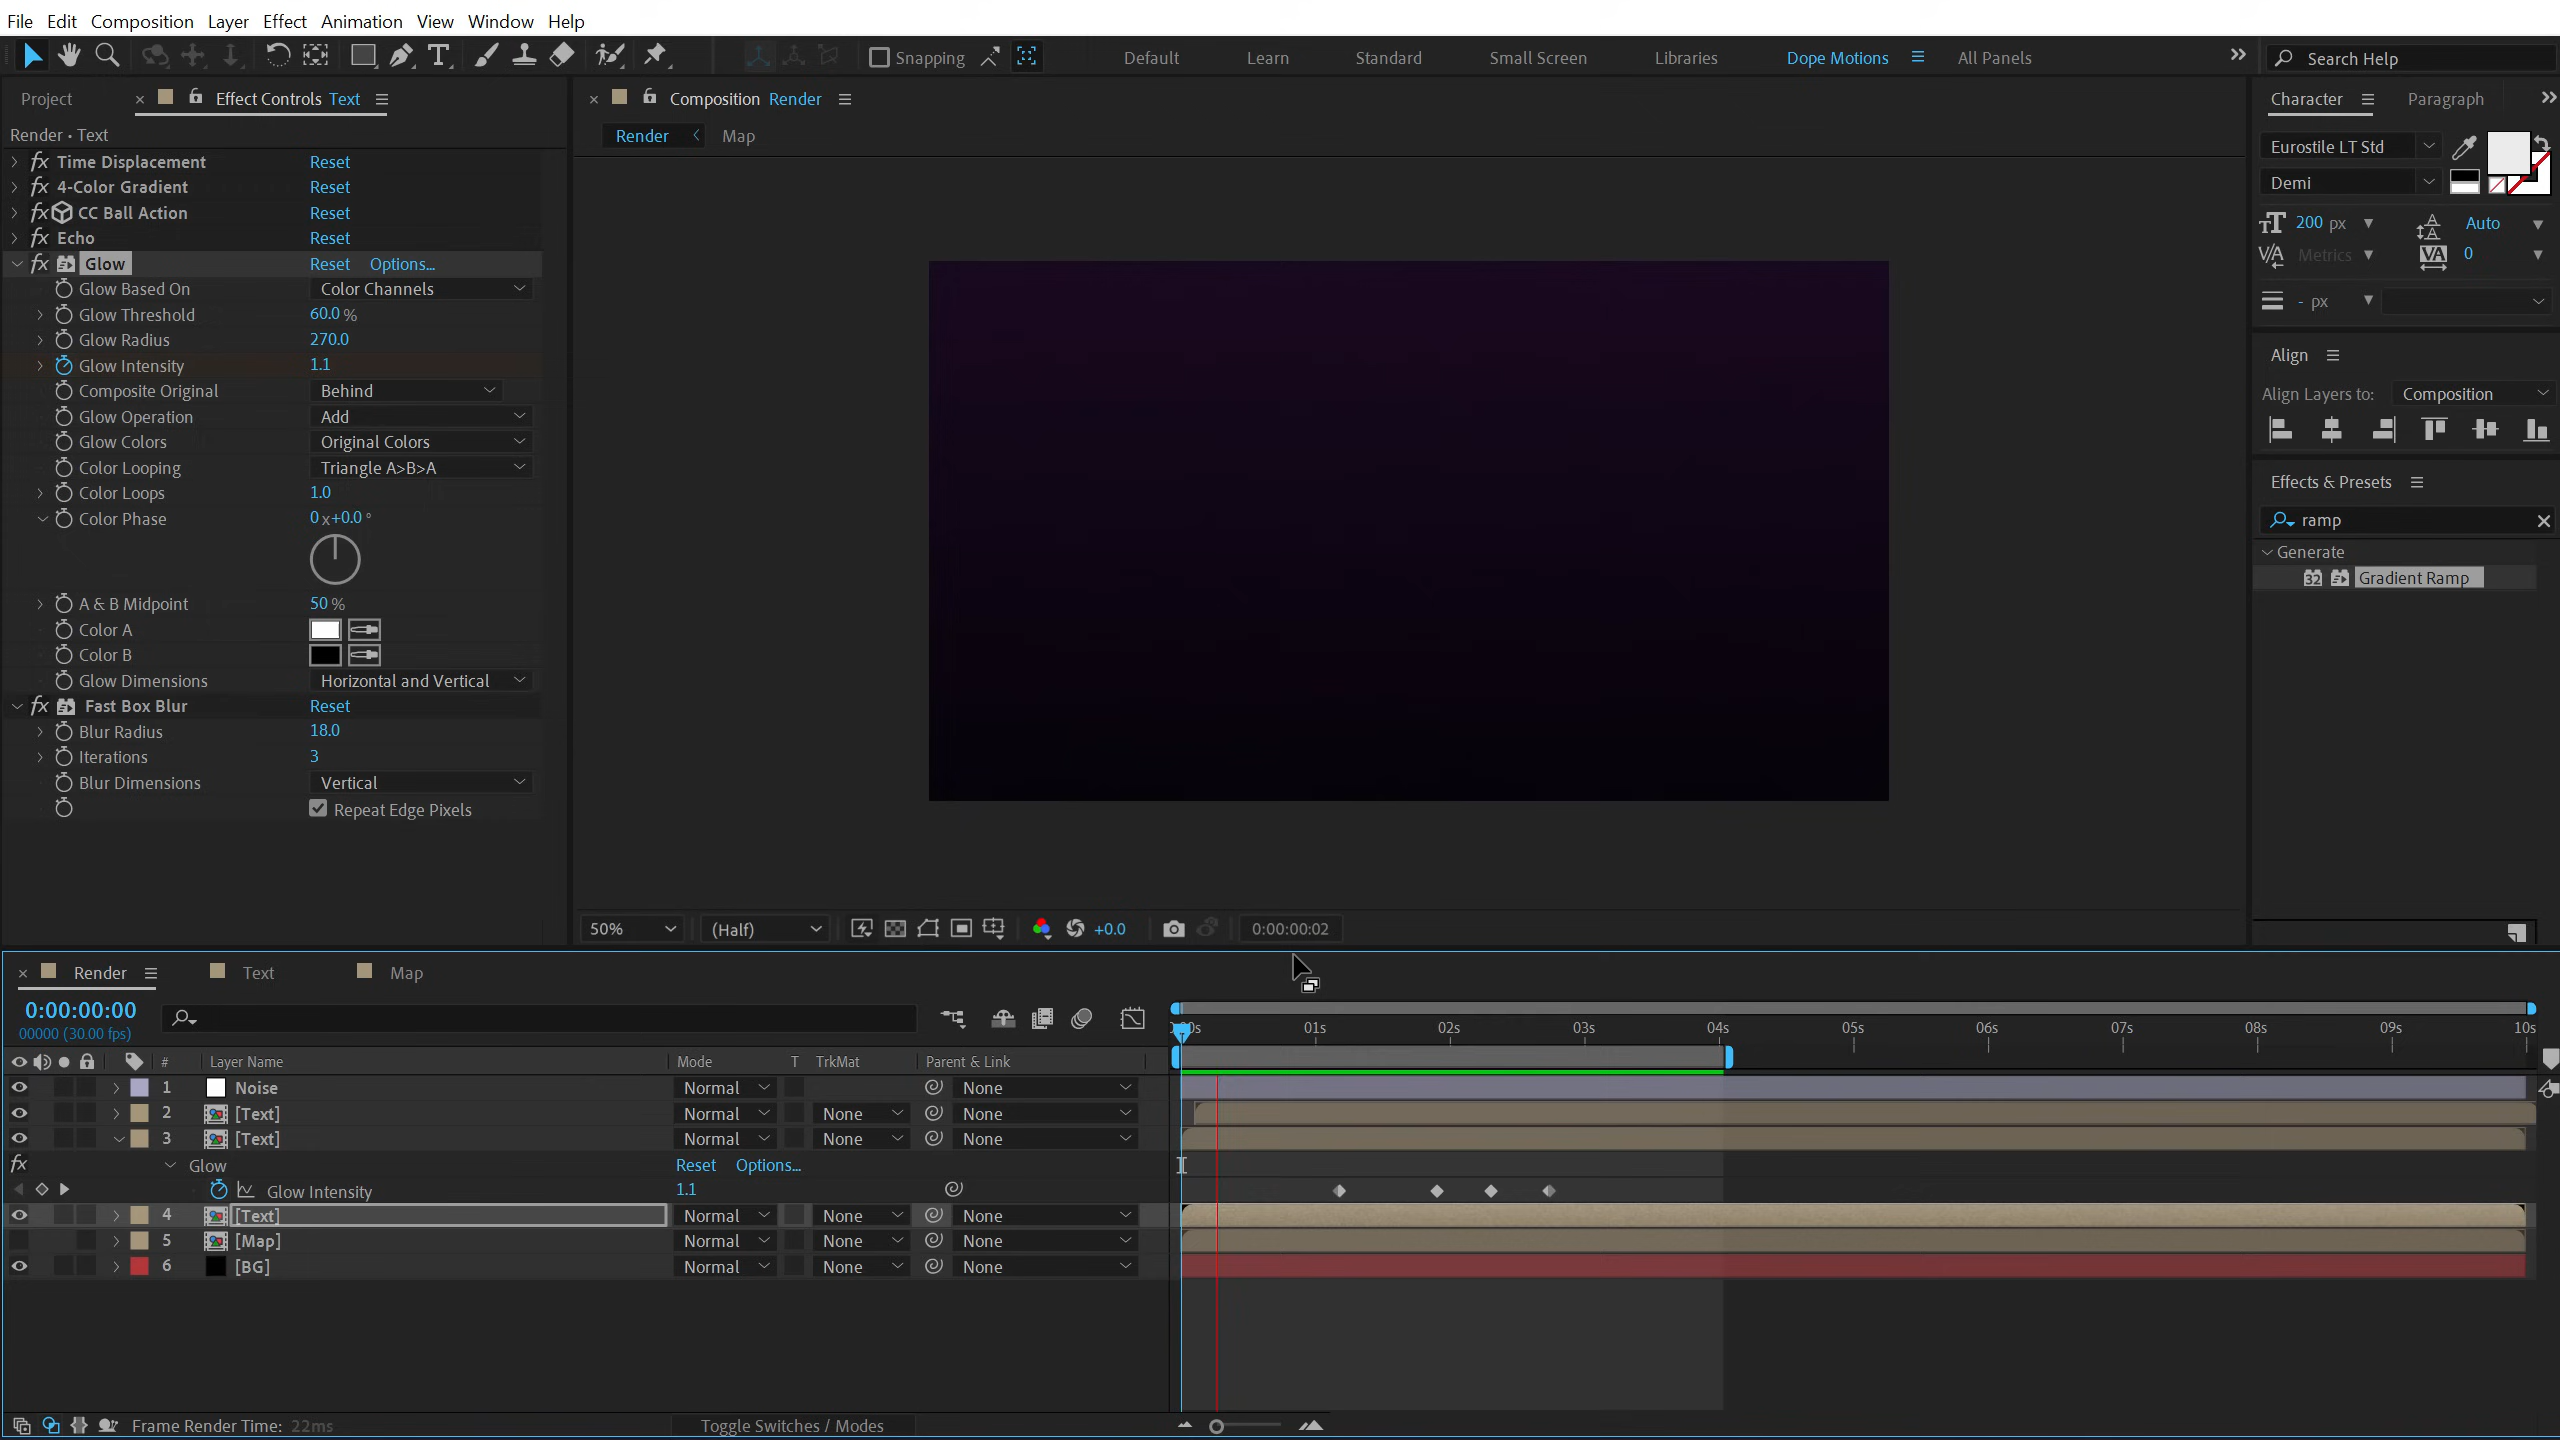 File Edit Composition Layer Effect Animation View Window Help
Snapping Default Learn Standard Small Screen Libraries Dope Motions All Panels Search Help
Project Effect Controls Text
Render • Text
Time Displacement Reset
4-Color Gradient Reset
CC Ball Action Reset
Echo Reset
Glow Reset Options...
Glow Based On Color Channels
Glow Threshold 60.0 %
Glow Radius 270.0
Glow Intensity 1.1
Composite Original Behind
Glow Operation Add
Glow Colors Original Colors
Color Looping Triangle A>B>A
Color Loops 1.0
Color Phase 0 x+0.0 °
A & B Midpoint 50 %
Color A
Color B
Glow Dimensions Horizontal and Vertical
Fast Box Blur Reset
Blur Radius 18.0
Iterations 3
Blur Dimensions Vertical
Repeat Edge Pixels
Composition Render
Render Map
50% (Half) +0.0 0:00:00:02
Character Paragraph
Eurostile LT Std
Demi
200 px Auto
Metrics 0
- px
Align
Align Layers to: Composition
Effects & Presets
ramp
Generate
32 Gradient Ramp
Render Text Map
0:00:00:00
00000 (30.00 fps)
01s 02s 03s 04s 05s 06s 07s 08s 09s 10s
# Layer Name Mode T TrkMat Parent & Link
1 Noise Normal None
2 [Text] Normal None None
3 [Text] Normal None None
fx Glow Reset Options...
Glow Intensity 1.1
4 [Text] Normal None None
5 [Map] Normal None None
6 [BG] Normal None None
Frame Render Time: 22ms Toggle Switches / Modes